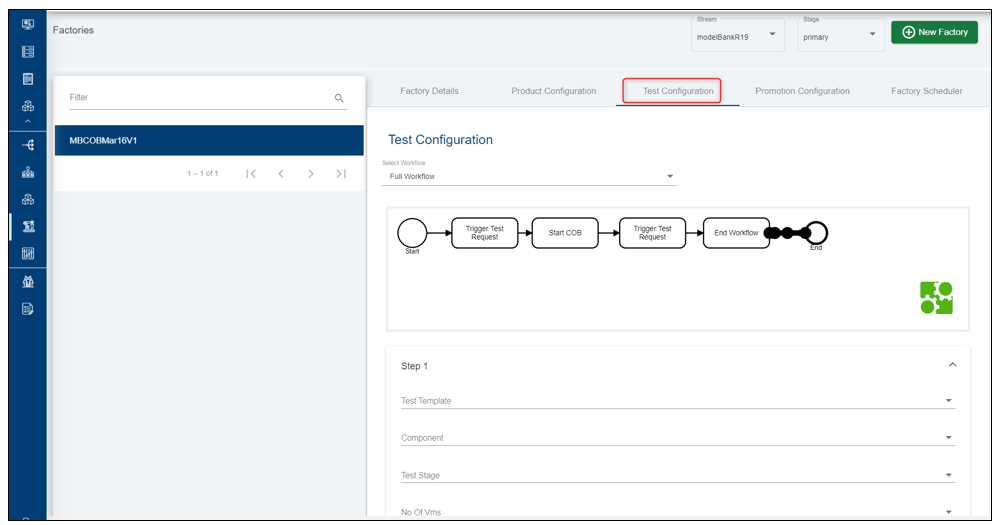 Factories
Stream
modelBankR19
Stage
primary
New Factory
Filter
MBCOBMar16V1
1 – 1 of 1
Factory Details
Product Configuration
Test Configuration
Promotion Configuration
Factory Scheduler
Test Configuration
Select Workflow
Full Workflow
Start
Trigger Test
Request
Start COB
Trigger Test
Request
End Workflow
End
Step 1
Test Template
Component
Test Stage
No Of Vms